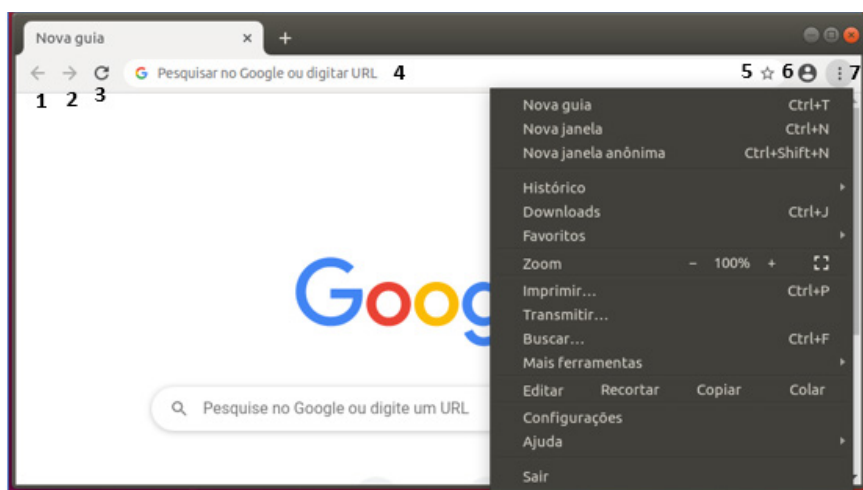 Nova guia × +
G Pesquisar no Google ou digitar URL 4 5 6 7
1 2 3
Nova guia Ctrl+T
Nova janela Ctrl+N
Nova janela anônima Ctrl+Shift+N
Histórico
Downloads Ctrl+J
Favoritos
Zoom - 100% +
Imprimir... Ctrl+P
Transmitir...
Buscar... Ctrl+F
Mais ferramentas
Editar Recortar Copiar Colar
Configurações
Ajuda
Sair
Goog
Pesquise no Google ou digite um URL